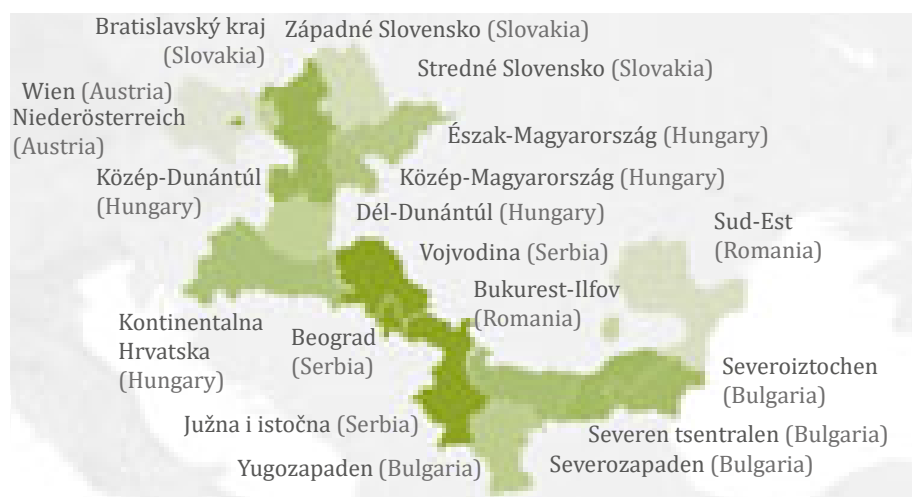 Bratislavský kraj
(Slovakia)
Západné Slovensko (Slovakia)
Stredné Slovensko (Slovakia)
Wien (Austria)
Niederösterreich
(Austria)
Észak-Magyarország (Hungary)
Közép-Dunántúl
(Hungary)
Közép-Magyarország (Hungary)
Dél-Dunántúl (Hungary)
Sud-Est
(Romania)
Vojvodina (Serbia)
Bukurest-Ilfov
(Romania)
Kontinentalna
Hrvatska
(Hungary)
Beograd
(Serbia)
Severoiztochen
(Bulgaria)
Južna i istočna (Serbia)
Severen tsentralen (Bulgaria)
Yugozapaden (Bulgaria)
Severozapaden (Bulgaria)